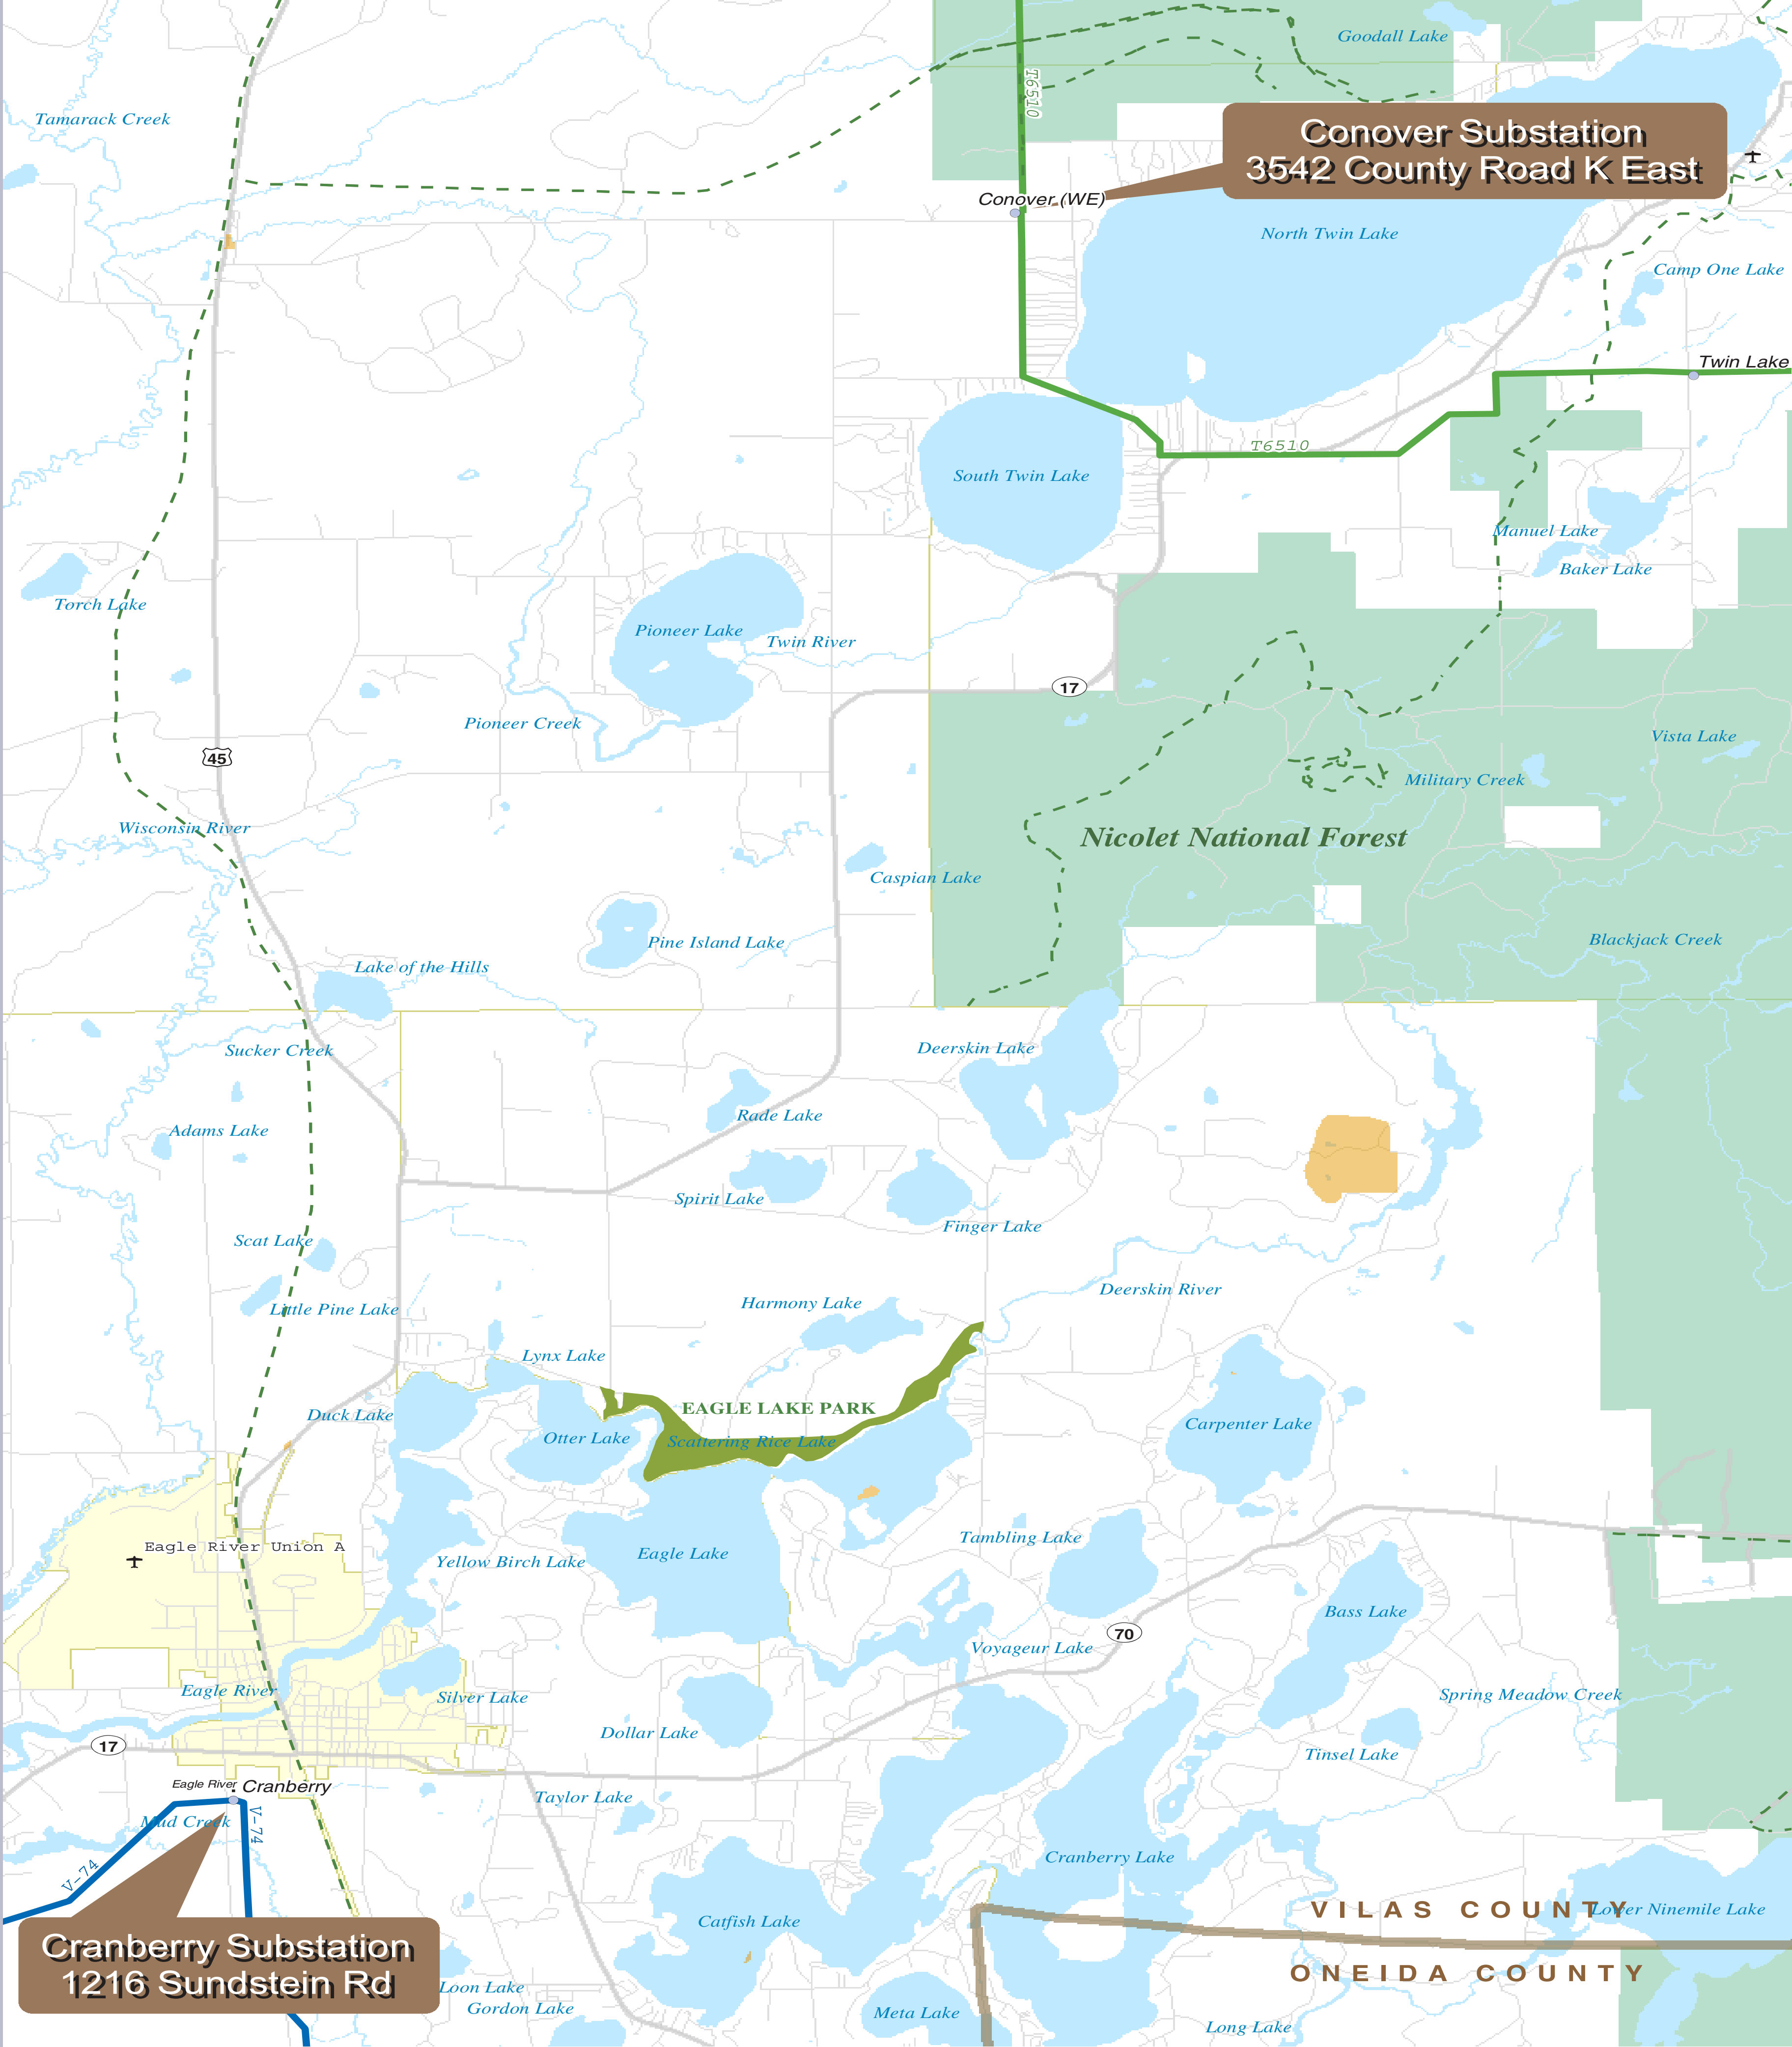 Goodall Lake
T6510
Tamarack Creek
Conover Substation
3542 County Road K East
Conover (WE)
North Twin Lake
Camp One Lake
Twin Lake
T6510
South Twin Lake
Manuel Lake
Baker Lake
Torch Lake
Pioneer Lake
Twin River
17
Pioneer Creek
Vista Lake
45
Military Creek
Wisconsin River
Nicolet National Forest
Caspian Lake
Pine Island Lake
Blackjack Creek
Lake of the Hills
Sucker Creek
Deerskin Lake
Rade Lake
Adams Lake
Spirit Lake
Finger Lake
Scat Lake
Deerskin River
Harmony Lake
Little Pine Lake
Lynx Lake
EAGLE LAKE PARK
Duck Lake
Carpenter Lake
Otter Lake
Scattering Rice Lake
Tambling Lake
Eagle River Union A
Eagle Lake
Yellow Birch Lake
Bass Lake
70
Voyageur Lake
Eagle River
Silver Lake
Spring Meadow Creek
Dollar Lake
17
Tinsel Lake
Eagle River
Cranberry
Taylor Lake
Mud Creek
V-74
V-74
Cranberry Lake
VILAS COUNTY
Lower Ninemile Lake
Catfish Lake
Cranberry Substation
1216 Sundstein Rd
ONEIDA COUNTY
Loon Lake
Gordon Lake
Meta Lake
Long Lake